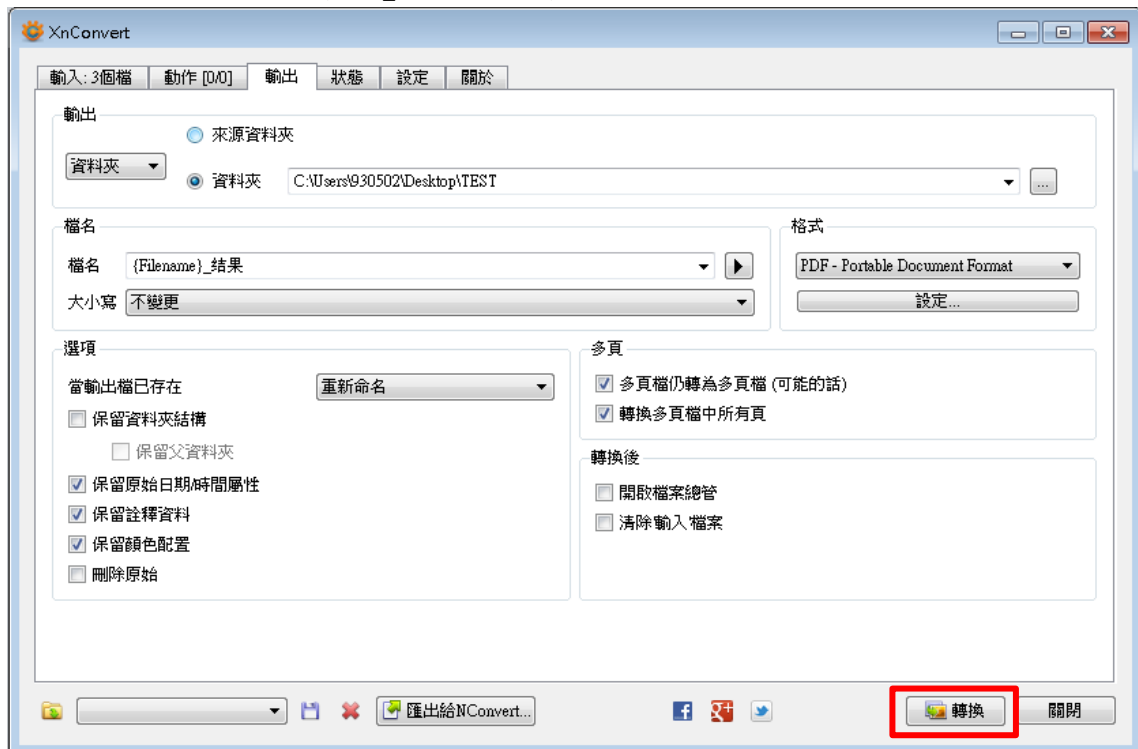 XnConvert
輸入: 3個檔 動作 [0/0] 輸出 狀態 設定 關於
輸出
來源資料夾
資料夾
資料夾 C:\Users\930502\Desktop\TEST ...
檔名
檔名 {Filename}_结果
大小寫 不變更
格式
PDF - Portable Document Format
設定...
選項
當輸出檔已存在 重新命名
保留資料夾結構
保留父資料夾
保留原始日期/時間屬性
保留詮釋資料
保留顏色配置
刪除原始
多頁
多頁檔仍轉為多頁檔 (可能的話)
轉換多頁檔中所有頁
轉換後
開啟檔案總管
清除輸入檔案
匯出給NConvert... 轉換 關閉